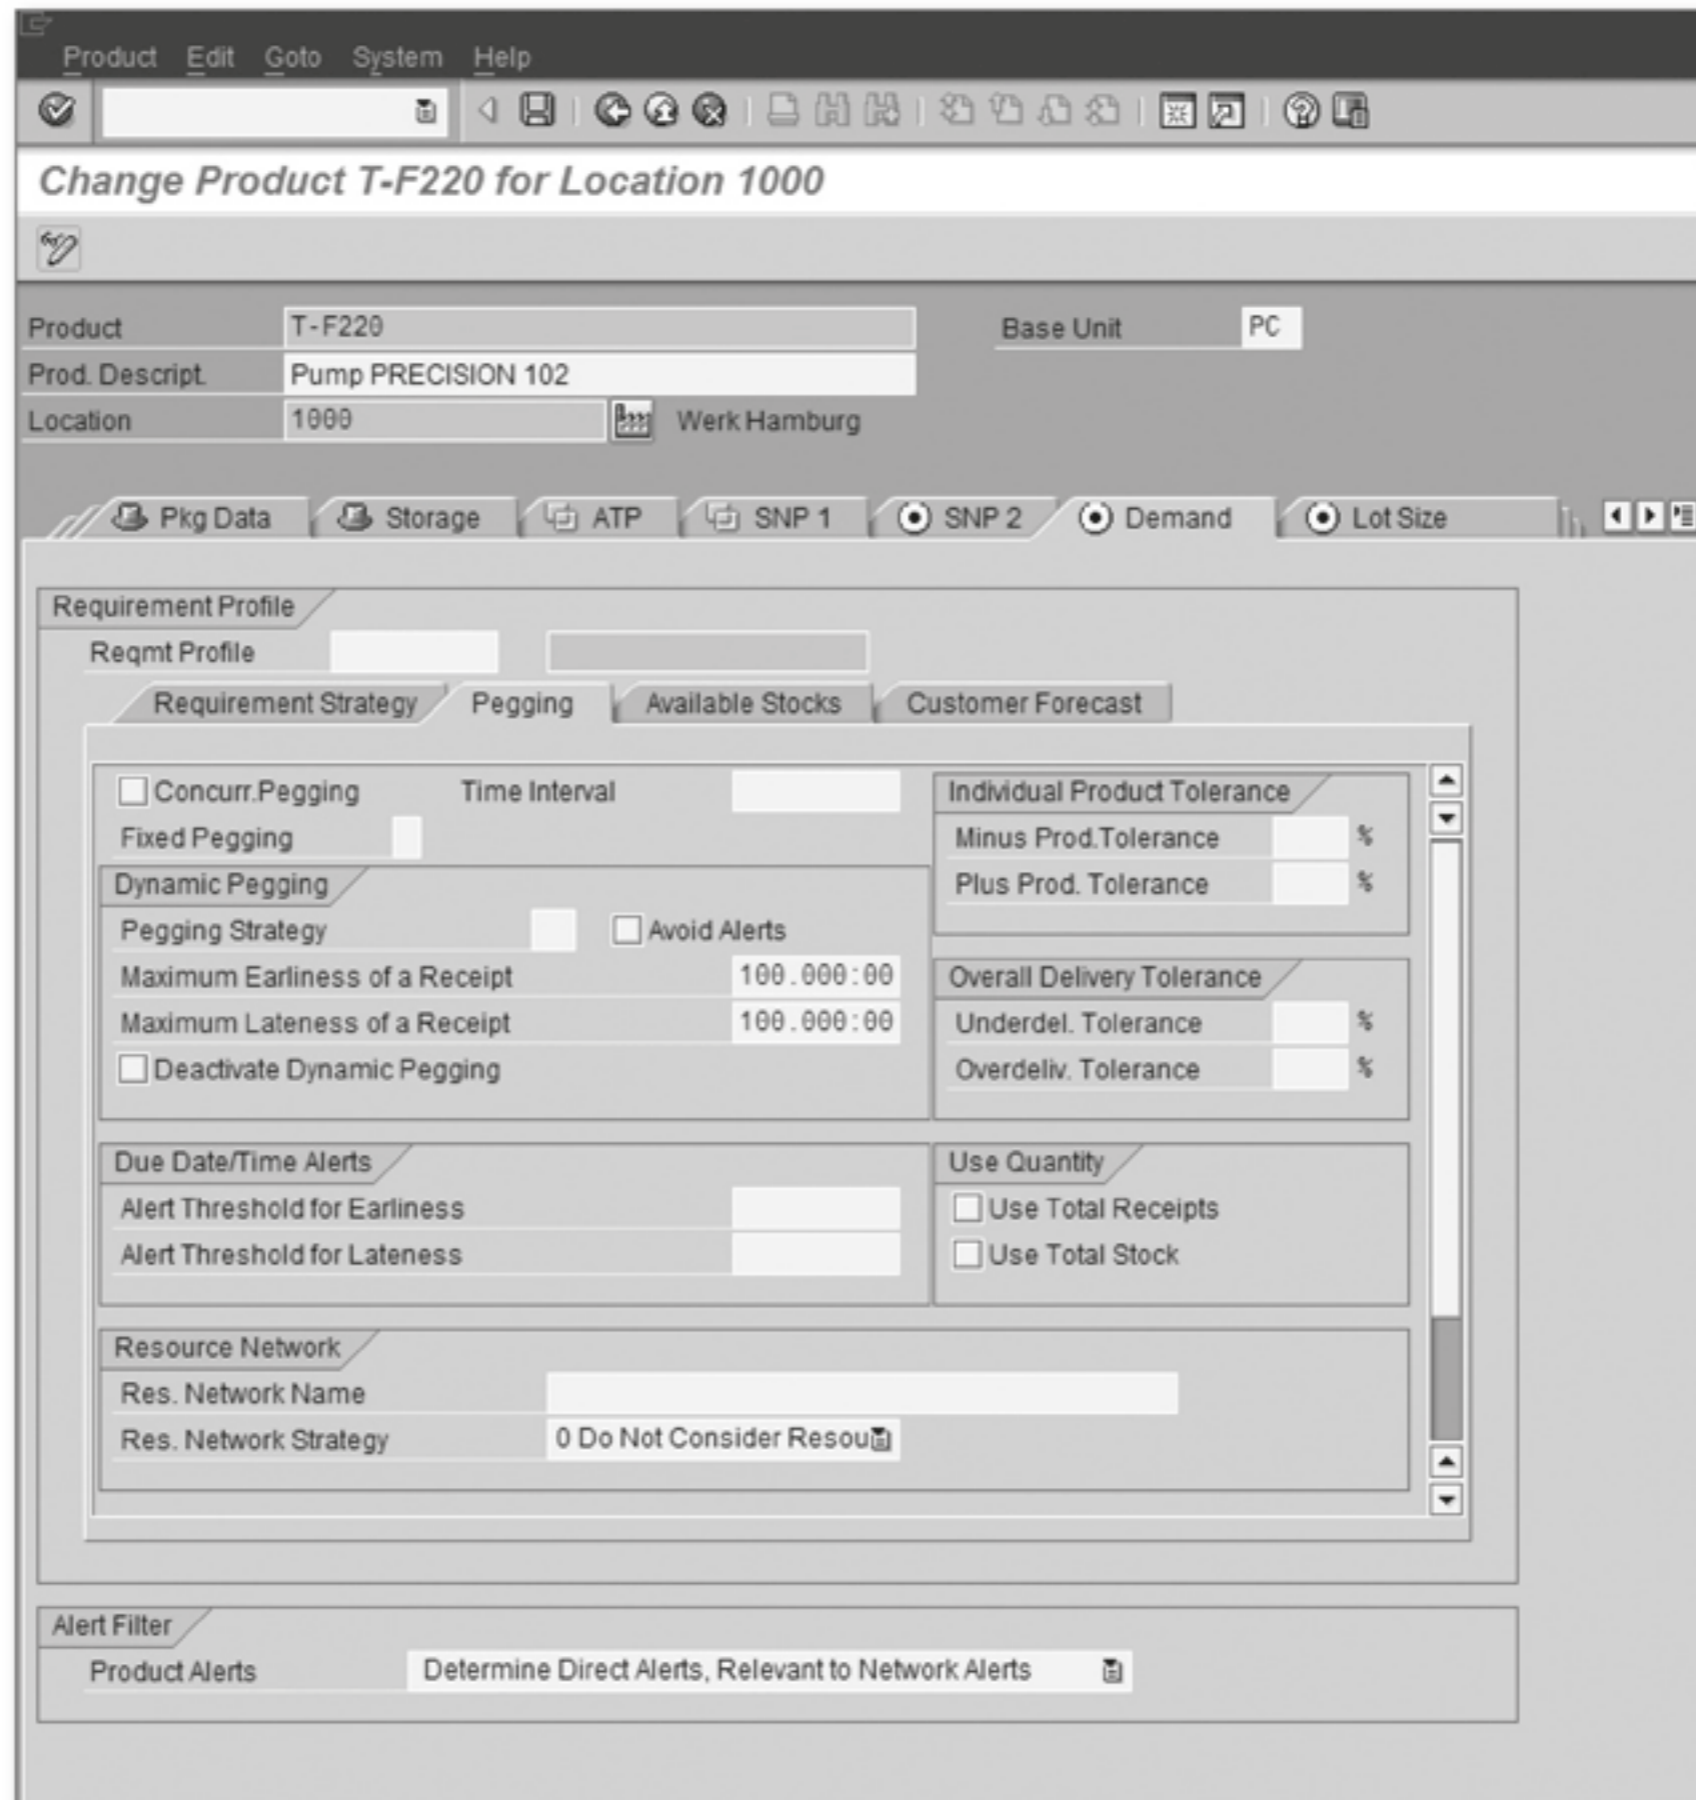 Product Edit Goto System Help
Change Product T-F220 for Location 1000
Product T-F220 Base Unit PC
Prod. Descript. Pump PRECISION 102
Location 1000 Werk Hamburg
Pkg Data Storage ATP SNP 1 SNP 2 Demand Lot Size
Requirement Profile
Reqmt Profile
Requirement Strategy Pegging Available Stocks Customer Forecast
Concurr.Pegging Time Interval
Fixed Pegging
Dynamic Pegging
Pegging Strategy Avoid Alerts
Maximum Earliness of a Receipt 100.000:00
Maximum Lateness of a Receipt 100.000:00
Deactivate Dynamic Pegging
Individual Product Tolerance
Minus Prod.Tolerance %
Plus Prod. Tolerance %
Overall Delivery Tolerance
Underdel. Tolerance %
Overdeliv. Tolerance %
Due Date/Time Alerts
Alert Threshold for Earliness
Alert Threshold for Lateness
Use Quantity
Use Total Receipts
Use Total Stock
Resource Network
Res. Network Name
Res. Network Strategy 0 Do Not Consider Resou
Alert Filter
Product Alerts Determine Direct Alerts, Relevant to Network Alerts